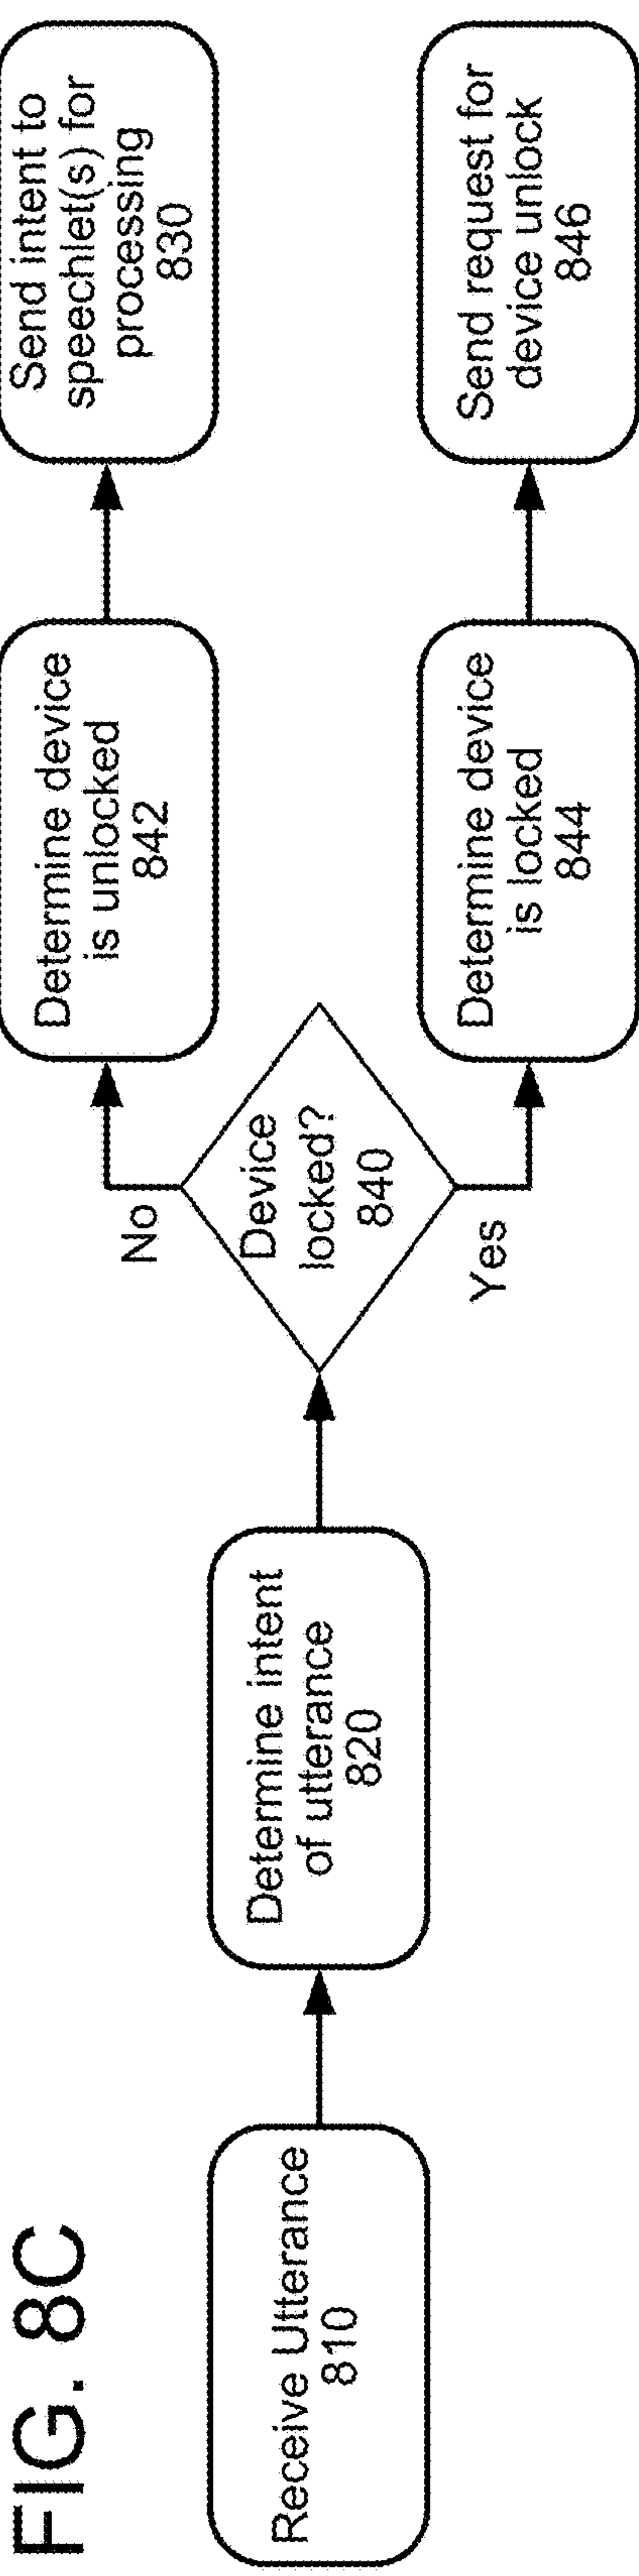 FIG. 8C
Receive Utterance
810
Determine intent
of utterance
820
Device
locked?
840
No
Determine device
is unlocked
842
Send intent to
speechlet(s) for
processing
830
Yes
Determine device
is locked
844
Send request for
device unlock
846